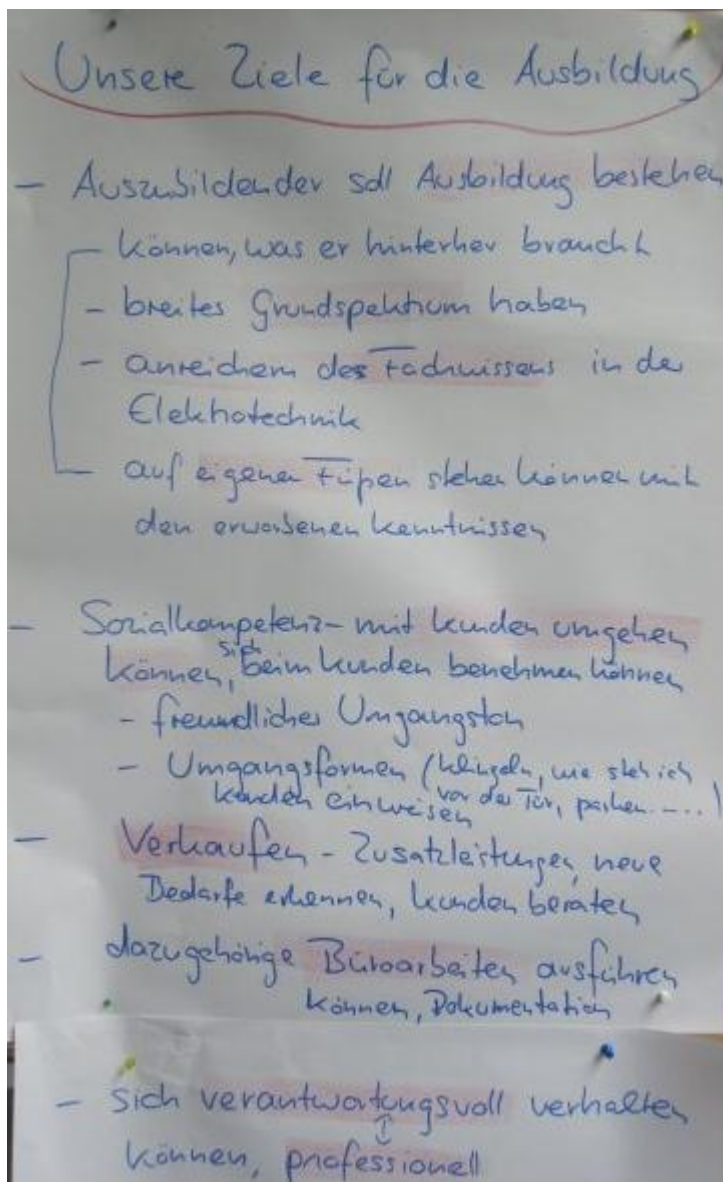 Unsere Ziele für die Ausbildung
- Auszubildender soll Ausbildung bestehen
- können, was er hinterher braucht
- breites Grundspektrum haben
- anreichern des Fachwissens in der
Elektrotechnik
- auf eigenen Füßen stehen können mit
den erworbenen Kenntnissen
- Sozialkompetenz - mit Kunden umgehen
können, sich beim Kunden benehmen können
- freundlicher Umgangston
- Umgangsformen (klingeln, wie steh ich
vor der Tür, parken.....)
Kunden einweisen
- Verkaufen - Zusatzleistungen, neue
Bedarfe erkennen, Kunden beraten
- dazugehörige Büroarbeiten ausführen
können, Dokumentation
- sich verantwortungsvoll verhalten
können, professionell